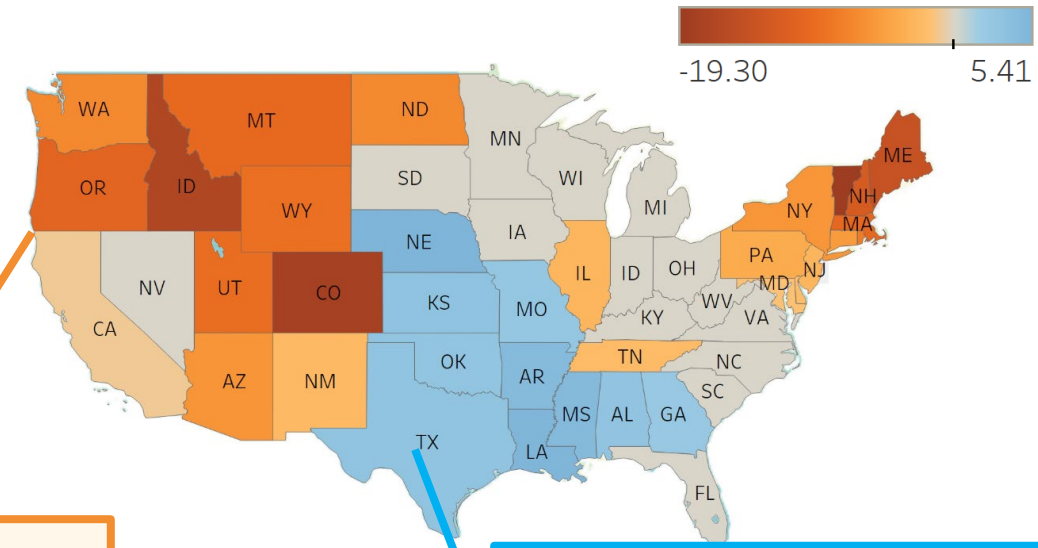 -19.30 5.41
WA
MT
ND
MN
ME
OR
ID
SD
WI
NH
WY
MI
NY
MA
NE
IA
PA
NV
UT
CO
IL
ID
OH
NJ
MD
CA
KS
MO
WV
VA
KY
AZ
NM
OK
AR
TN
NC
SC
TX
MS
AL
GA
LA
FL